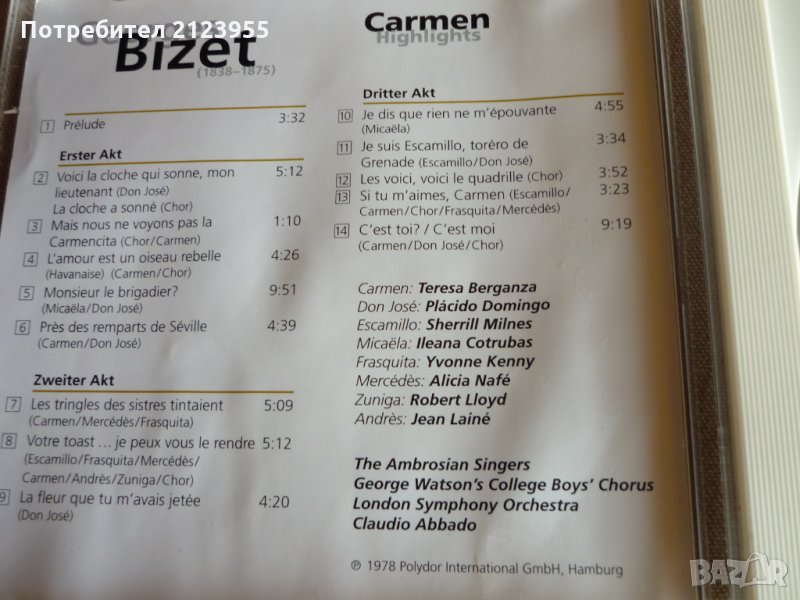 Потребител 2123955
Bizet
(1838–1875)
1 Prélude 3:32
Erster Akt
2 Voici la cloche qui sonne, mon 5:12
lieutenant (Don José)
La cloche a sonné (Chor)
3 Mais nous ne voyons pas la 1:10
Carmencita (Chor/Carmen)
4 L'amour est un oiseau rebelle 4:26
(Havanaise) (Carmen/Chor)
5 Monsieur le brigadier? 9:51
(Micaëla/Don José)
6 Près des remparts de Séville 4:39
(Carmen/Don José)
Zweiter Akt
7 Les tringles des sistres tintaient 5:09
(Carmen/Mercédès/Frasquita)
8 Votre toast ... je peux vous le rendre 5:12
(Escamillo/Frasquita/Mercédès/
Carmen/Andrès/Zuniga/Chor)
9 La fleur que tu m'avais jetée 4:20
(Don José)
Carmen
Highlights
Dritter Akt
10 Je dis que rien ne m'épouvante 4:55
(Micaëla)
11 Je suis Escamillo, toréro de 3:34
Grenade (Escamillo/Don José)
12 Les voici, voici le quadrille (Chor) 3:52
13 Si tu m'aimes, Carmen (Escamillo/ 3:23
Carmen/Chor/Frasquita/Mercédès)
14 C'est toi? / C'est moi 9:19
(Carmen/Don José/Chor)
Carmen: Teresa Berganza
Don José: Plácido Domingo
Escamillo: Sherrill Milnes
Micaëla: Ileana Cotrubas
Frasquita: Yvonne Kenny
Mercédès: Alicia Nafé
Zuniga: Robert Lloyd
Andrès: Jean Lainé
The Ambrosian Singers
George Watson's College Boys' Chorus
London Symphony Orchestra
Claudio Abbado
℗ 1978 Polydor International GmbH, Hamburg
BAZAR